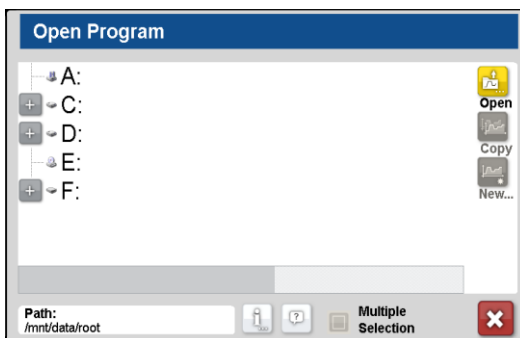 Open Program
A:
C:
D:
E:
F:
Open
Copy
New...
Path:
/mnt/data/root
Multiple
Selection